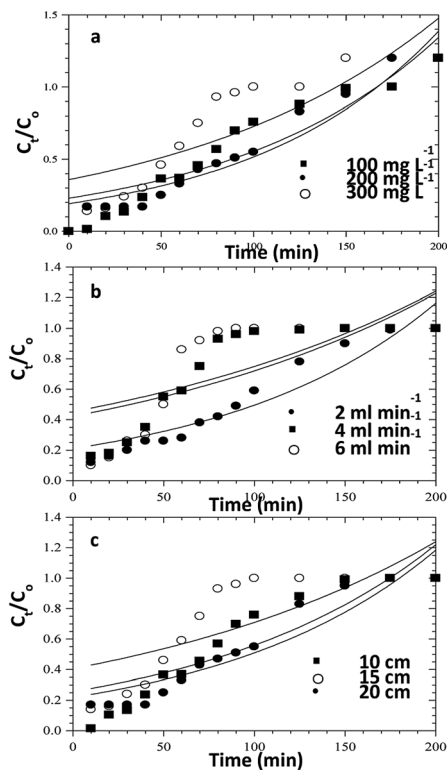 1.5
a
1.0
Ct/Co
0.5
100 mg L-1
200 mg L-1
300 mg L-1
0.0
0 50 100 150 200
Time (min)
1.4
b
1.2
1.0
0.8
Ct/Co
0.6
0.4
2 ml min-1
4 ml min-1
6 ml min
0.2
0.0
0 50 100 150 200
Time (min)
1.4
c
1.2
1.0
0.8
Ct/Co
0.6
0.4
10 cm
15 cm
20 cm
0.2
0.0
0 50 100 150 200
Time (min)